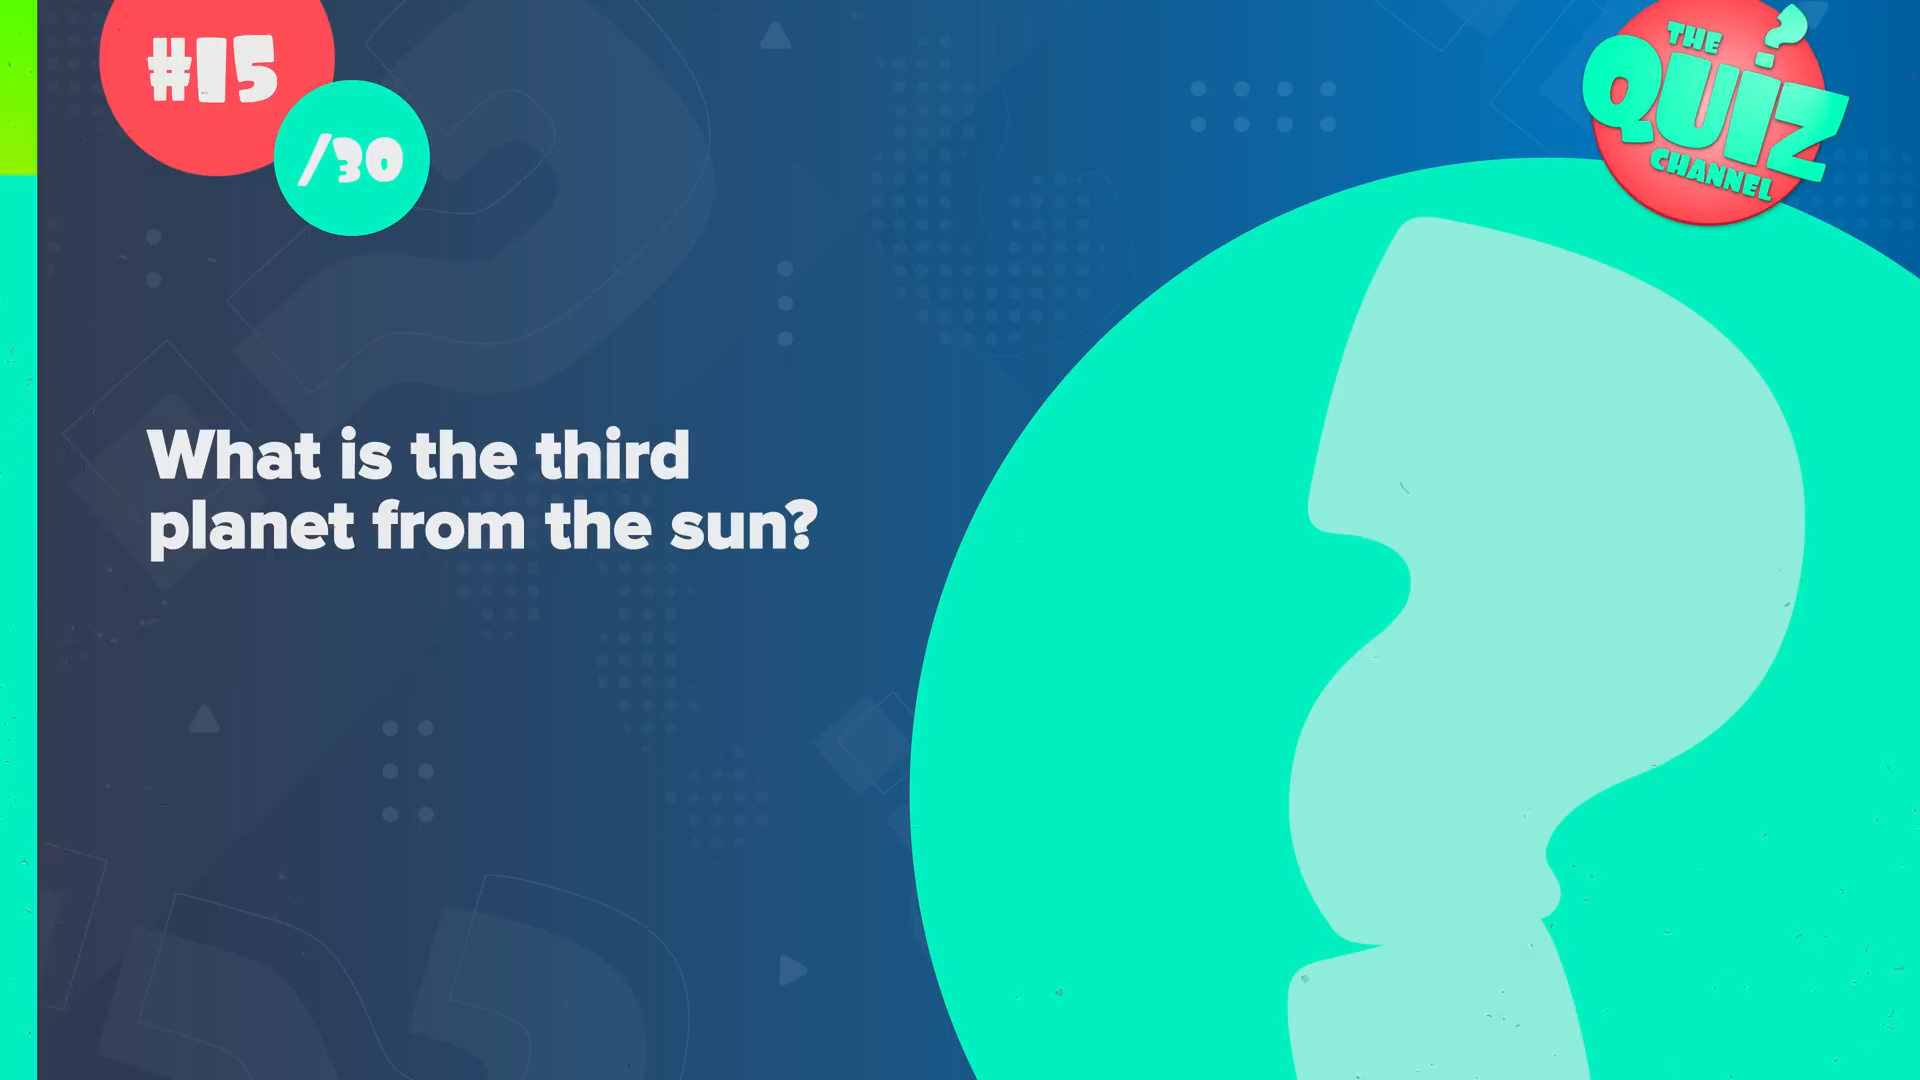 #15
/30
THE
QUIZ
CHANNEL
What is the third
planet from the sun?